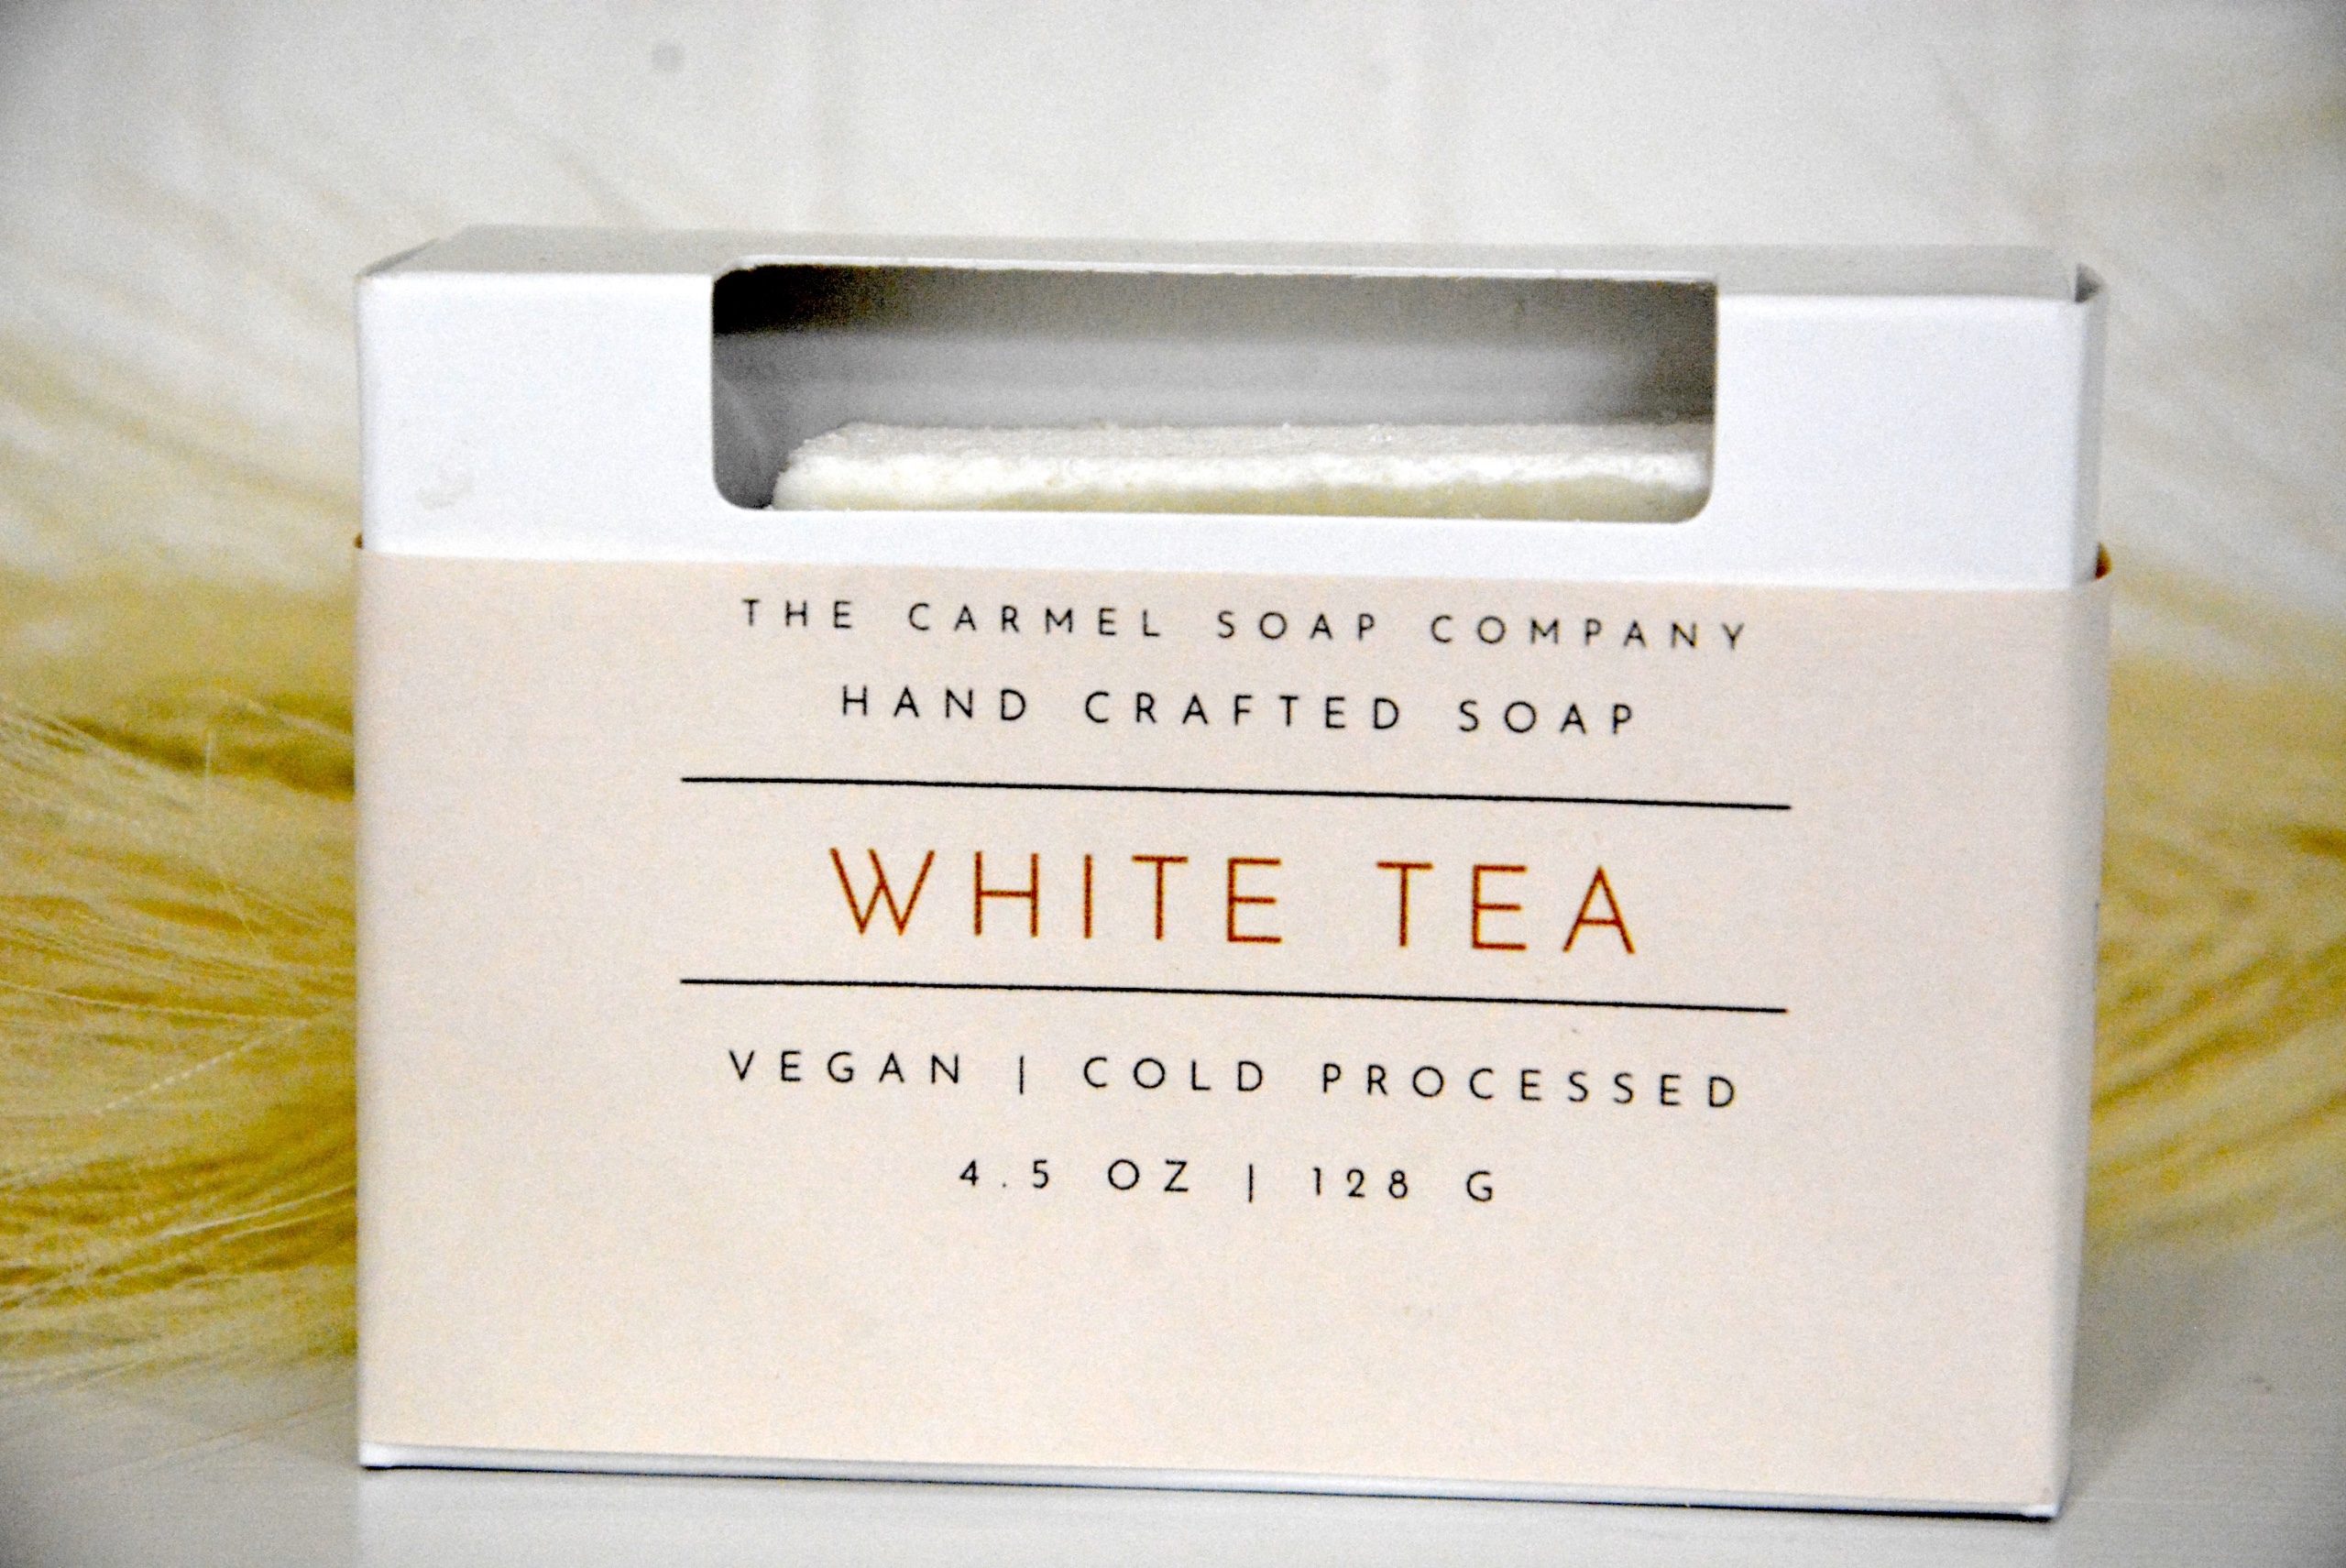 THE CARMEL SOAP COMPANY
HAND CRAFTED SOAP
WHITE TEA
VEGAN | COLD PROCESSED
4.5 OZ | 128 G